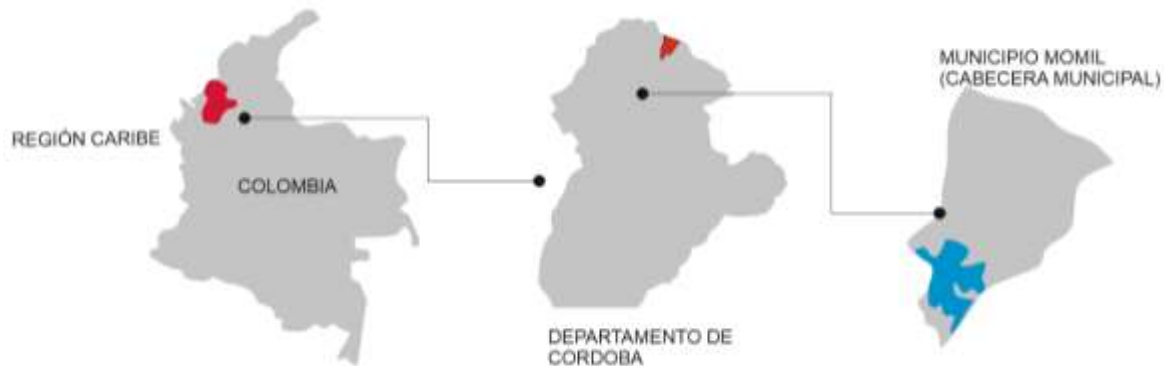 REGIÓN CARIBE
COLOMBIA
DEPARTAMENTO DE
CORDOBA
MUNICIPIO MOMIL
(CABECERA MUNICIPAL)